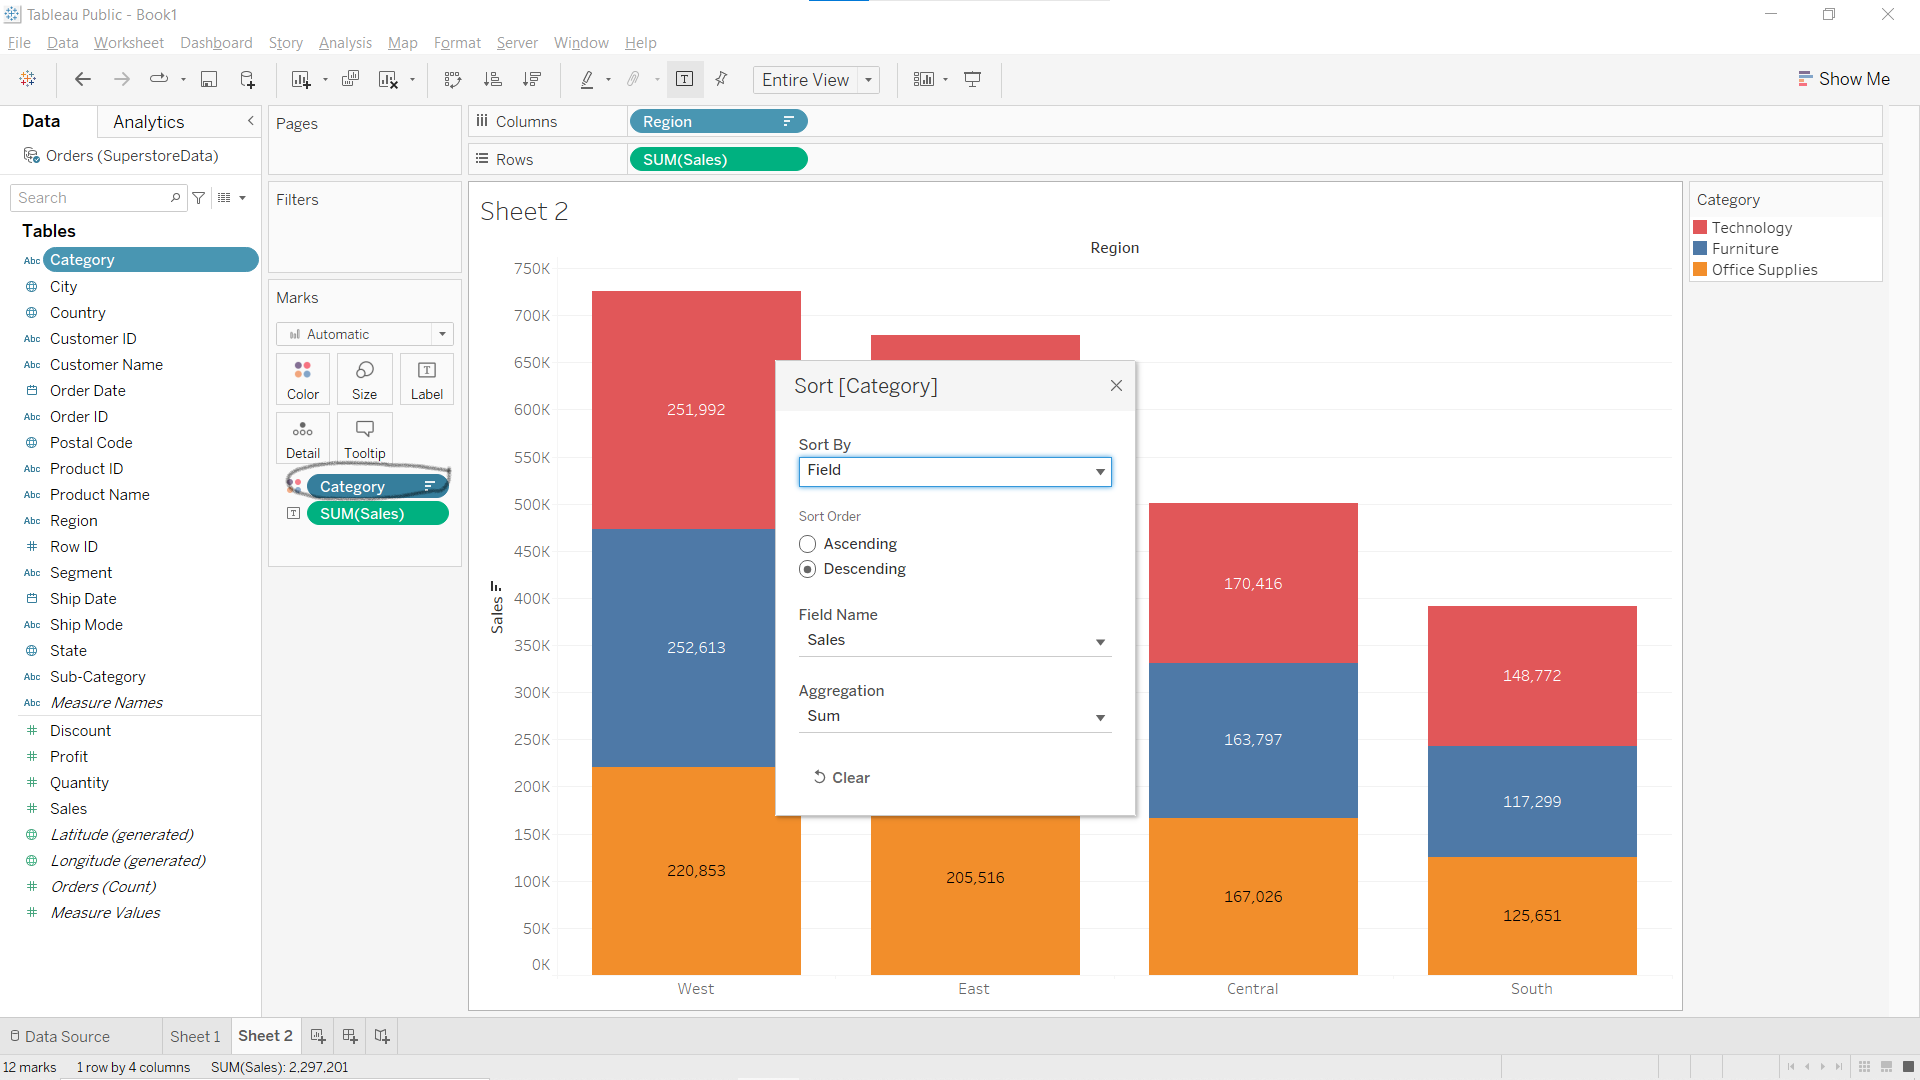 Tableau Public - Book1
File Data Worksheet Dashboard Story Analysis Map Format Server Window Help
Entire View
Show Me
Data Analytics
Orders (SuperstoreData)
Search
Tables
Abc Category
City
Country
Abc Customer ID
Abc Customer Name
Order Date
Abc Order ID
Postal Code
Abc Product ID
Abc Product Name
Abc Region
# Row ID
Abc Segment
Ship Date
Abc Ship Mode
State
Abc Sub-Category
Abc Measure Names
# Discount
# Profit
# Quantity
# Sales
Latitude (generated)
Longitude (generated)
# Orders (Count)
# Measure Values
Pages
Filters
Marks
Automatic
Color Size Label
Detail Tooltip
Category
SUM(Sales)
Columns Region
Rows SUM(Sales)
Sheet 2
Region
Sales
750K
700K
650K
600K
550K
500K
450K
400K
350K
300K
250K
200K
150K
100K
50K
0K
251,992
252,613
220,853
205,516
170,416
163,797
167,026
148,772
117,299
125,651
West East Central South
Sort [Category]
Sort By
Field
Sort Order
Ascending
Descending
Field Name
Sales
Aggregation
Sum
Clear
Category
Technology
Furniture
Office Supplies
Data Source Sheet 1 Sheet 2
12 marks 1 row by 4 columns SUM(Sales): 2,297,201